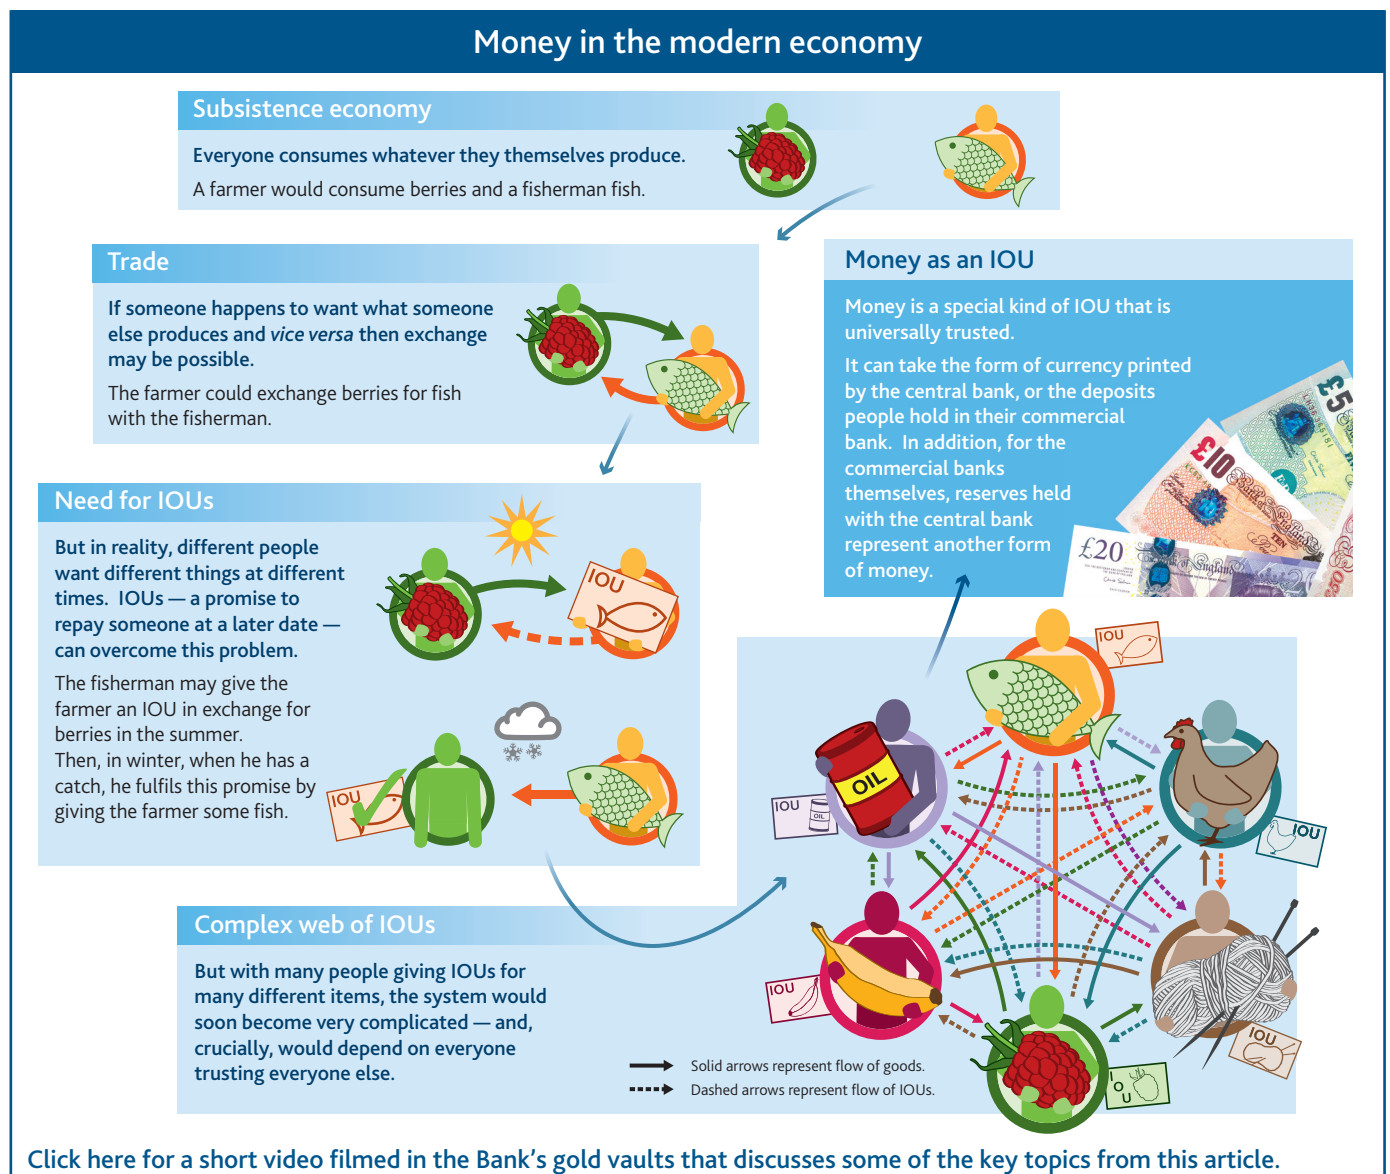 Money in the modern economy
Subsistence economy
Everyone consumes whatever they themselves produce.
A farmer would consume berries and a fisherman fish.
Trade
If someone happens to want what someone
else produces and vice versa then exchange
may be possible.
The farmer could exchange berries for fish
with the fisherman.
Money as an IOU
Money is a special kind of IOU that is
universally trusted.
It can take the form of currency printed
by the central bank, or the deposits
people hold in their commercial
bank. In addition, for the
commercial banks
themselves, reserves held
with the central bank
represent another form
of money.
£5
£10
£20
£50
Bank of England
TEN
Need for IOUs
But in reality, different people
want different things at different
times. IOUs — a promise to
repay someone at a later date —
can overcome this problem.
The fisherman may give the
farmer an IOU in exchange for
berries in the summer.
Then, in winter, when he has a
catch, he fulfils this promise by
giving the farmer some fish.
IOU
IOU
Complex web of IOUs
But with many people giving IOUs for
many different items, the system would
soon become very complicated — and,
crucially, would depend on everyone
trusting everyone else.
IOU
OIL
IOU
OIL
IOU
IOU
IOU
IOU
Solid arrows represent flow of goods.
Dashed arrows represent flow of IOUs.
Click here for a short video filmed in the Bank's gold vaults that discusses some of the key topics from this article.